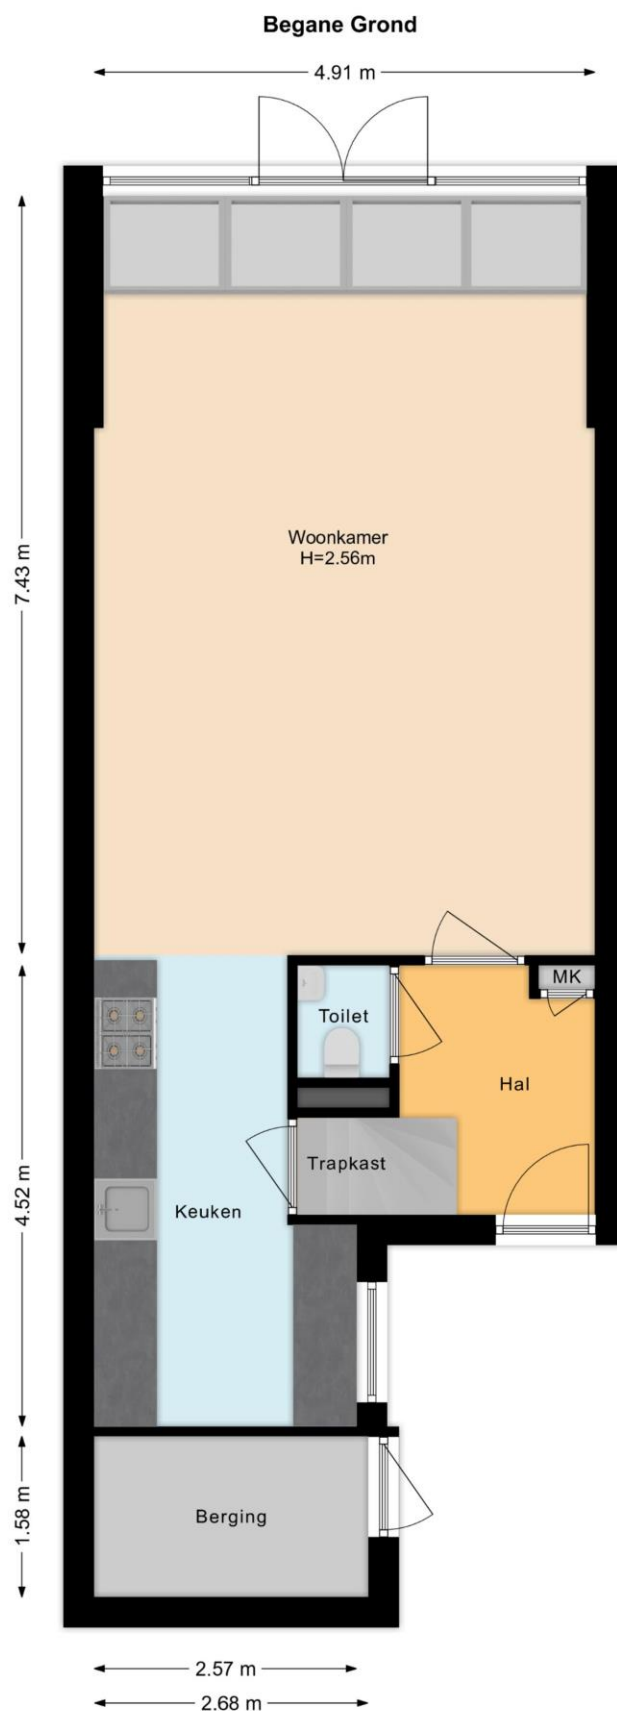 Begane Grond
4.91 m
7.43 m
Woonkamer
H=2.56m
MK
Toilet
Hal
4.52 m
Trapkast
Keuken
1.58 m
Berging
2.57 m
2.68 m